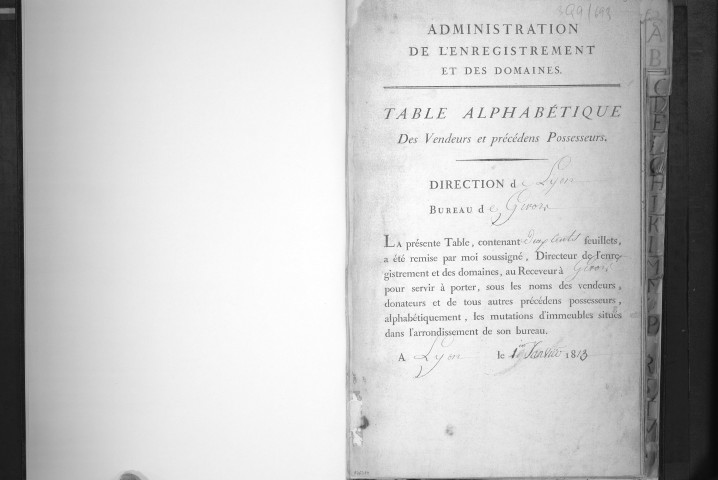 3Q9/493
ADMINISTRATION
DE L'ENREGISTREMENT
ET DES DOMAINES.
TABLE ALPHABÉTIQUE
Des Vendeurs et précédens Possesseurs.
DIRECTION de Lyon
BUREAU de Givors
LA présente Table, contenant feuillets,
a été remise par moi soussigné, Directeur de l'enre-
gistrement et des domaines, au Receveur à Givors
pour servir à porter, sous les noms des vendeurs,
donateurs et de tous autres précédens possesseurs,
alphabétiquement, les mutations d'immeubles situés
dans l'arrondissement de son bureau.
A Lyon le 1er Janvier 1813